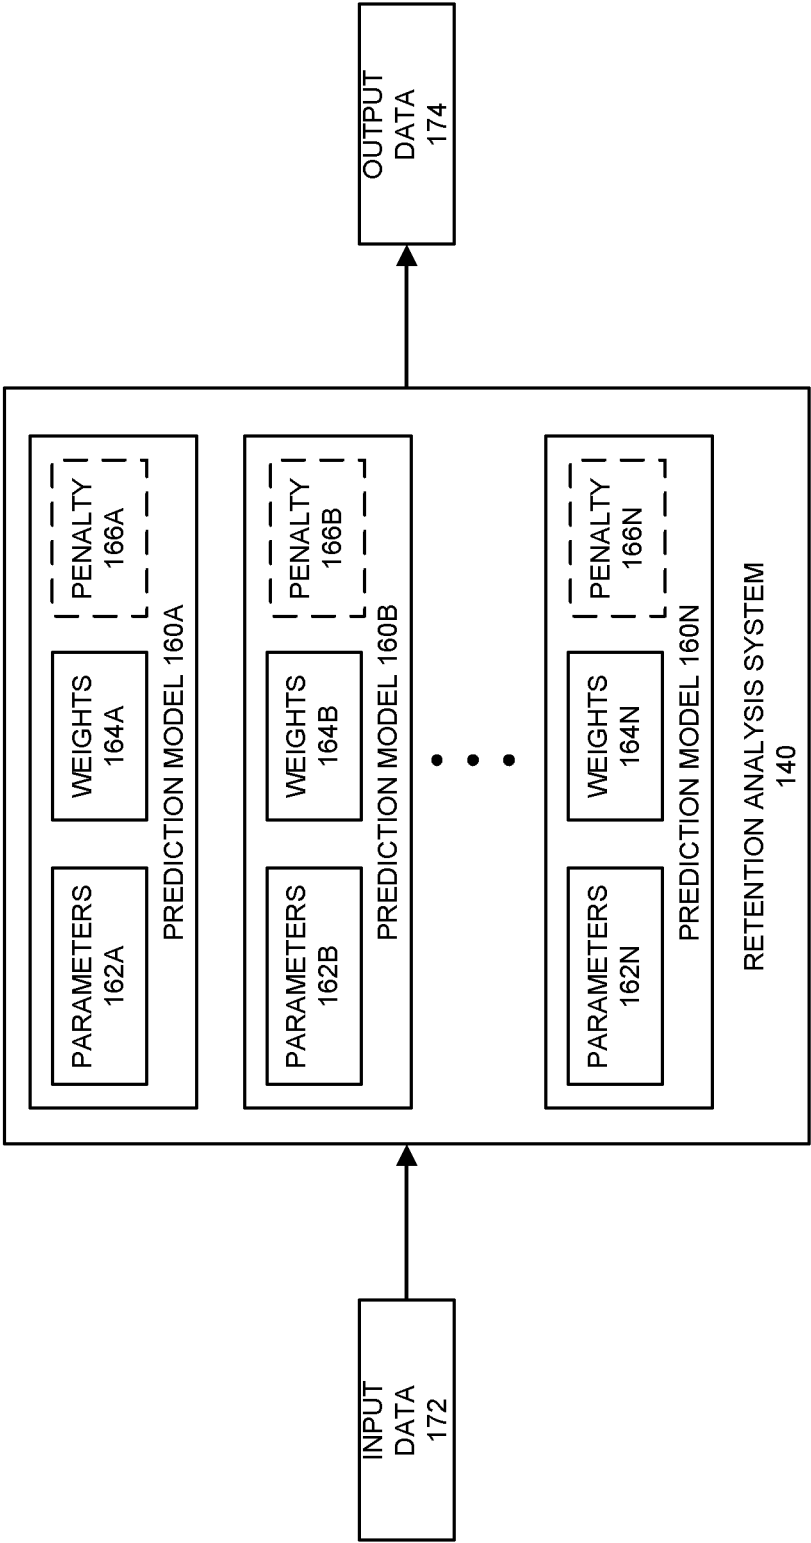 INPUT
DATA
172
PARAMETERS
162A
WEIGHTS
164A
PENALTY
166A
PREDICTION MODEL 160A
PARAMETERS
162B
WEIGHTS
164B
PENALTY
166B
PREDICTION MODEL 160B
PARAMETERS
162N
WEIGHTS
164N
PENALTY
166N
PREDICTION MODEL 160N
RETENTION ANALYSIS SYSTEM
140
OUTPUT
DATA
174